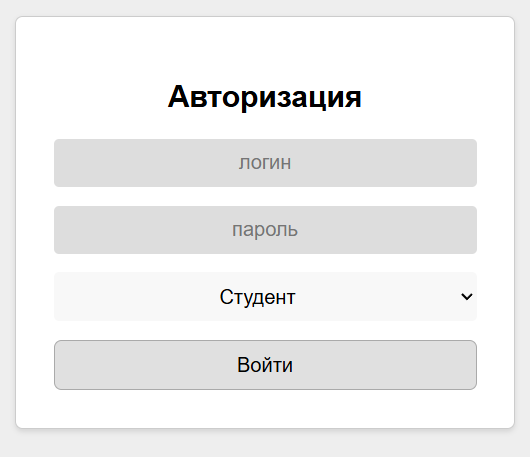 Авторизация
логин
пароль
Студент
Войти